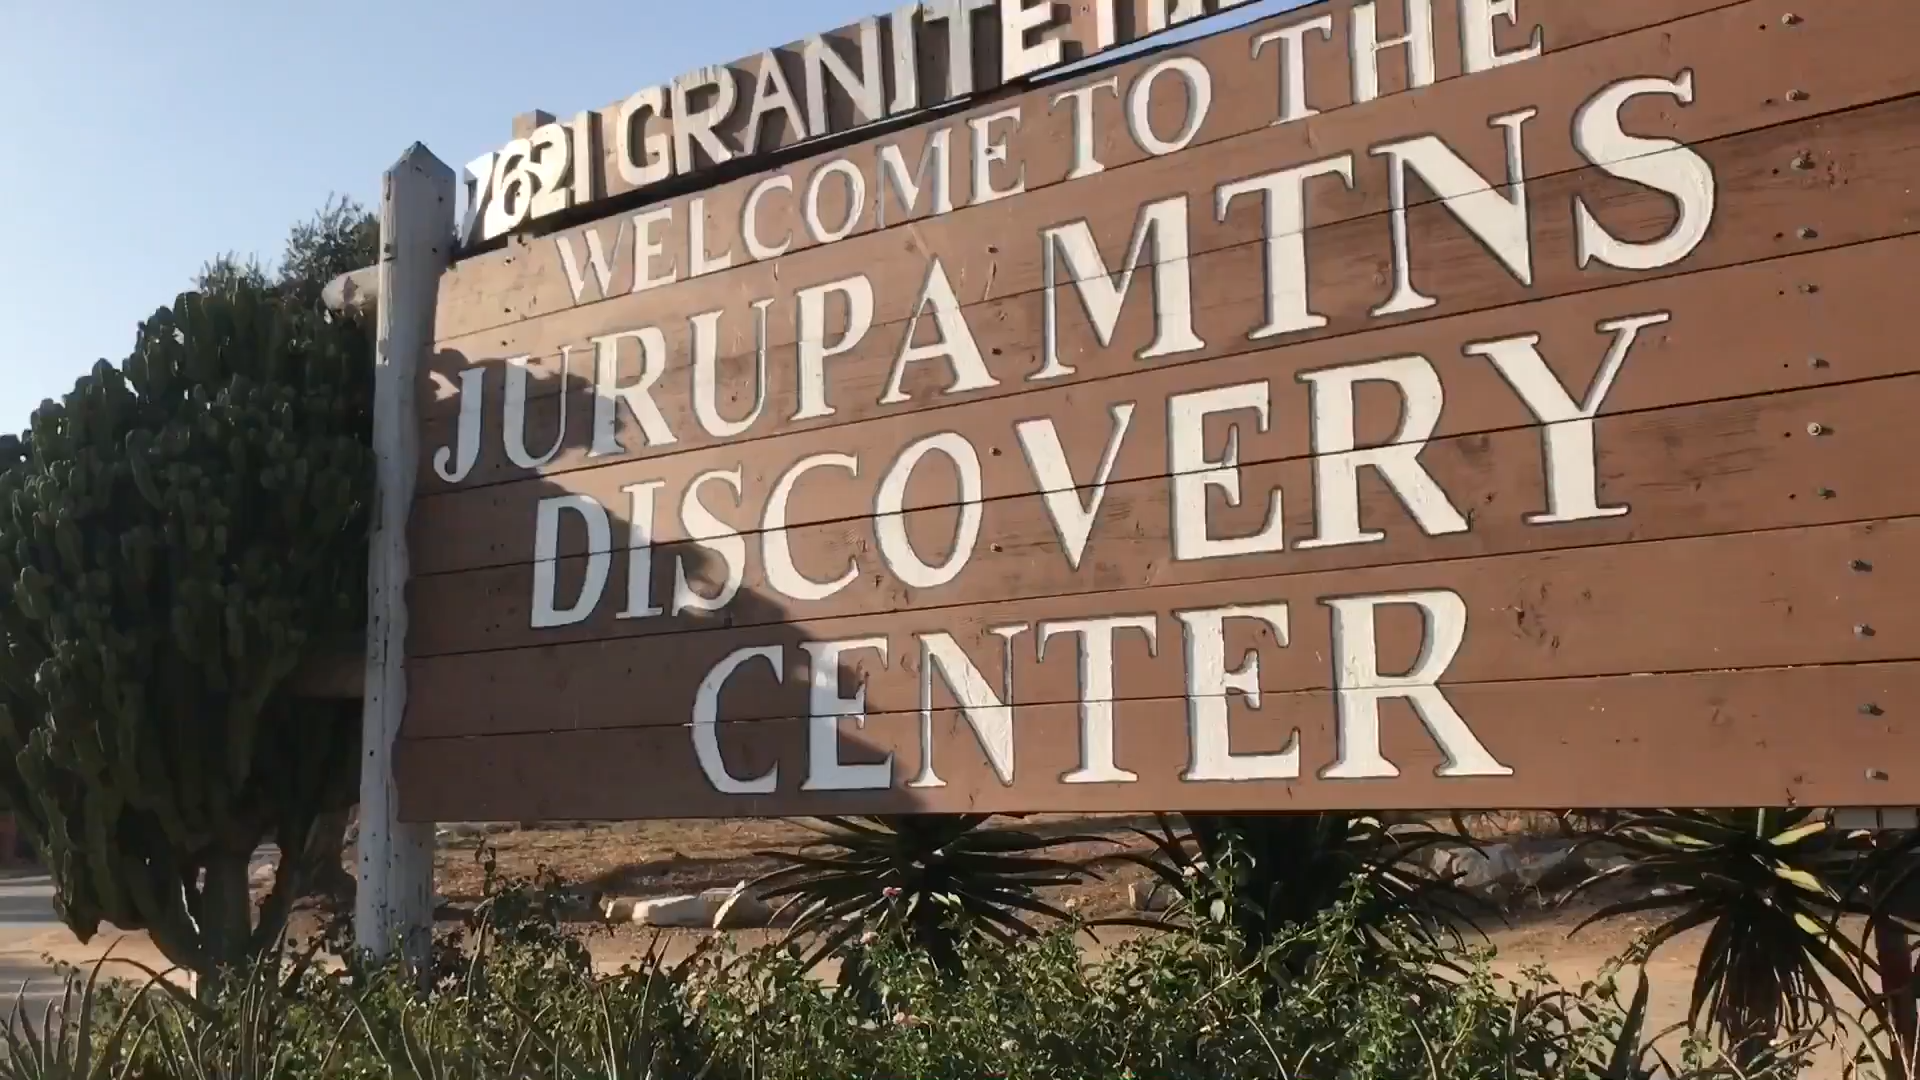 7621 GRANITE
WELCOME TO THE
JURUPA MTNS
DISCOVERY
CENTER